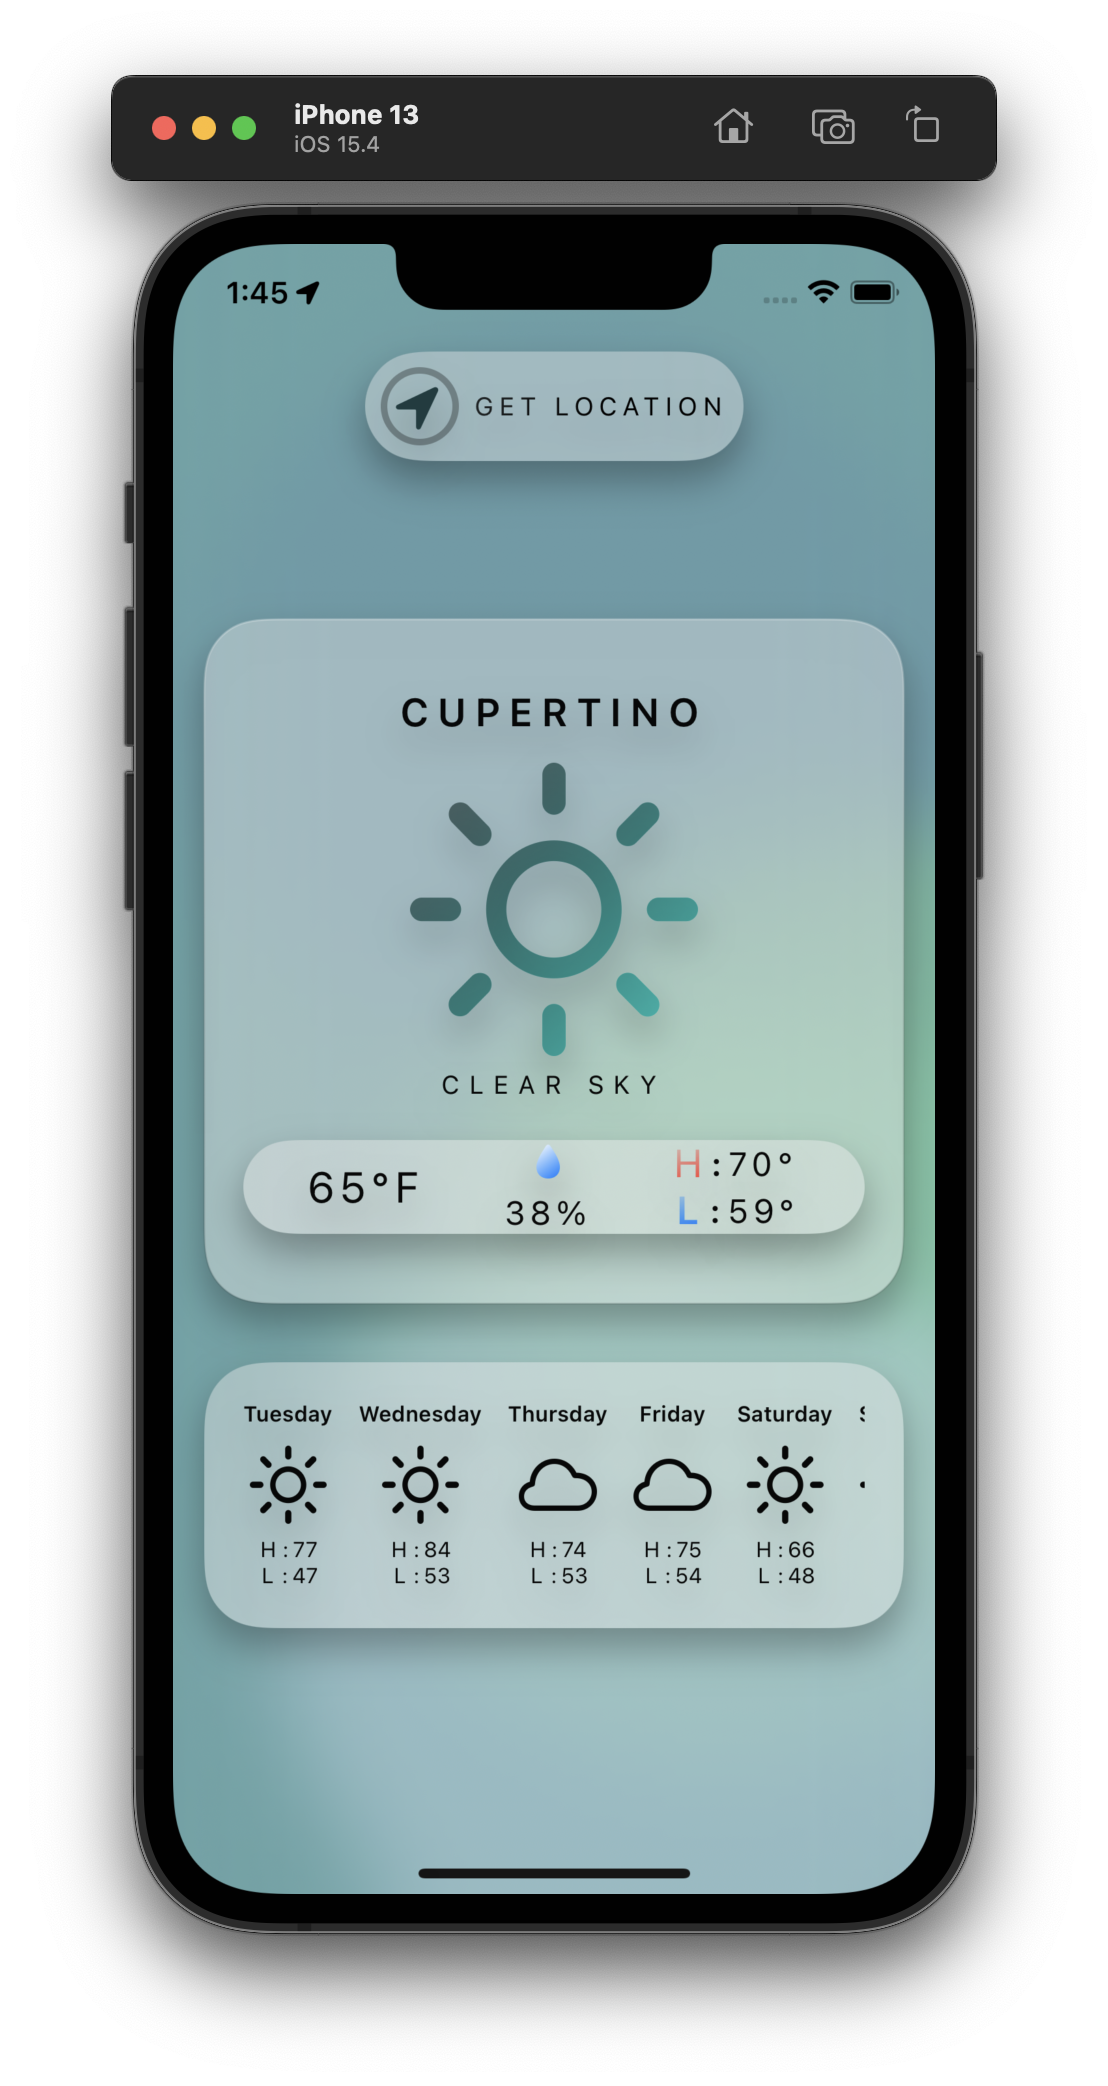 iPhone 13
iOS 15.4
1:45
GET LOCATION
CUPERTINO
CLEAR SKY
65°F
38%
H:70°
L:59°
Tuesday Wednesday Thursday Friday Saturday
H:77 H:84 H:74 H:75 H:66
L:47 L:53 L:53 L:54 L:48